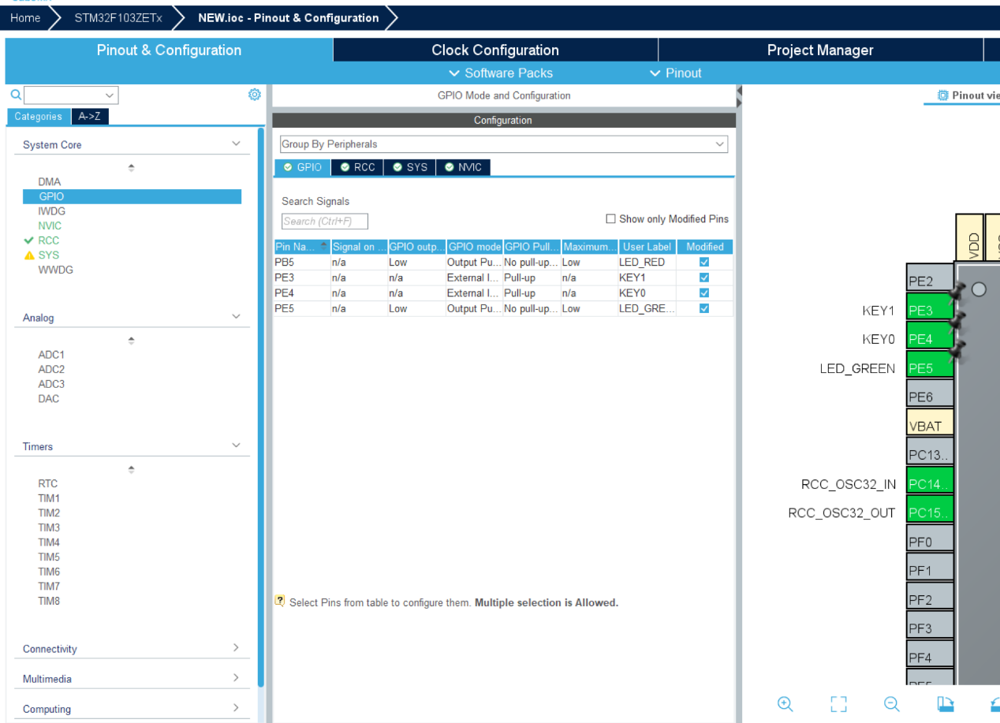 Home STM32F103ZETx NEW.ioc - Pinout & Configuration
Pinout & Configuration Clock Configuration Project Manager
Software Packs Pinout
GPIO Mode and Configuration
Pinout vie
Categories A->Z
Configuration
System Core
Group By Peripherals
GPIO RCC SYS NVIC
DMA
GPIO
IWDG
NVIC
RCC
SYS
WWDG
Search Signals
Search (Ctrl+F) Show only Modified Pins
Pin Na... Signal on ... GPIO outp... GPIO mode GPIO Pull... Maximum... User Label Modified
PB5 n/a Low Output Pu... No pull-up... Low LED_RED
PE3 n/a n/a External I... Pull-up n/a KEY1
PE4 n/a n/a External I... Pull-up n/a KEY0
PE5 n/a Low Output Pu... No pull-up... Low LED_GRE...
Analog
ADC1
ADC2
ADC3
DAC
Timers
RTC
TIM1
TIM2
TIM3
TIM4
TIM5
TIM6
TIM7
TIM8
Select Pins from table to configure them. Multiple selection is Allowed.
Connectivity
Multimedia
Computing
VDD
PE2
KEY1 PE3
KEY0 PE4
LED_GREEN PE5
PE6
VBAT
PC13..
RCC_OSC32_IN PC14..
RCC_OSC32_OUT PC15..
PF0
PF1
PF2
PF3
PF4